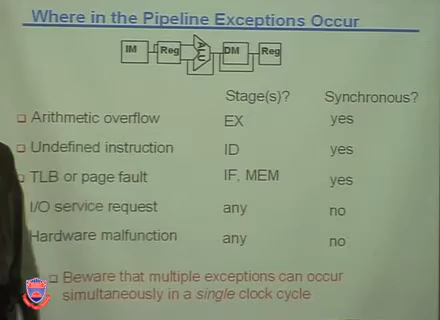 Where in the Pipeline Exceptions Occur
IM Reg ALU DM Reg
Stage(s)? Synchronous?
Arithmetic overflow EX yes
Undefined instruction ID yes
TLB or page fault IF, MEM yes
I/O service request any no
Hardware malfunction any no
Beware that multiple exceptions can occur
simultaneously in a single clock cycle